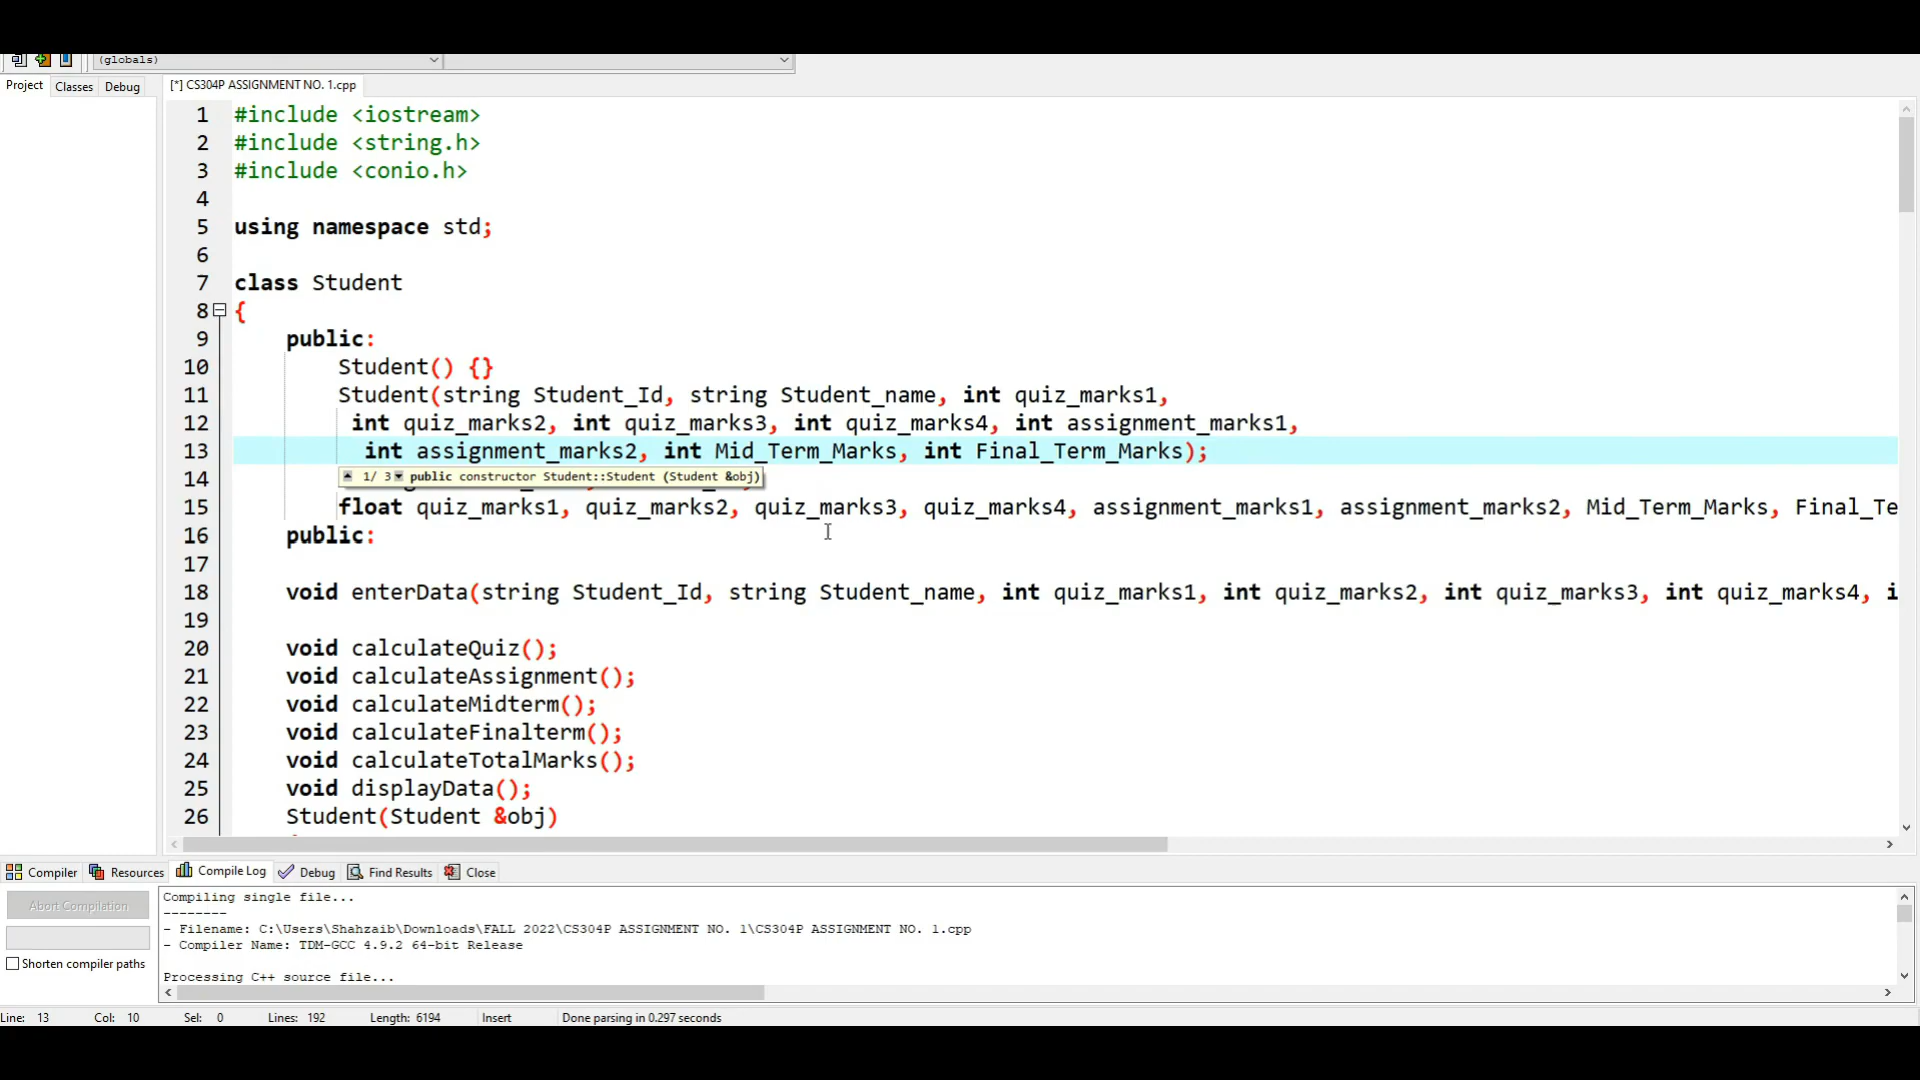 (globals)
Project Classes Debug [*] CS304P ASSIGNMENT NO. 1.cpp
1 #include <iostream>
2 #include <string.h>
3 #include <conio.h>
4
5 using namespace std;
6
7 class Student
8 {
9 public:
10 Student() {}
11 Student(string Student_Id, string Student_name, int quiz_marks1,
12 int quiz_marks2, int quiz_marks3, int quiz_marks4, int assignment_marks1,
13 int assignment_marks2, int Mid_Term_Marks, int Final_Term_Marks);
14 1/ 3 public constructor Student::Student (Student &obj)
15 float quiz_marks1, quiz_marks2, quiz_marks3, quiz_marks4, assignment_marks1, assignment_marks2, Mid_Term_Marks, Final_Te
16 public:
17
18 void enterData(string Student_Id, string Student_name, int quiz_marks1, int quiz_marks2, int quiz_marks3, int quiz_marks4, i
19
20 void calculateQuiz();
21 void calculateAssignment();
22 void calculateMidterm();
23 void calculateFinalterm();
24 void calculateTotalMarks();
25 void displayData();
26 Student(Student &obj)
Compiler Resources Compile Log Debug Find Results Close
Abort Compilation
Shorten compiler paths
Compiling single file...
--------
- Filename: C:\Users\Shahzaib\Downloads\FALL 2022\CS304P ASSIGNMENT NO. 1\CS304P ASSIGNMENT NO. 1.cpp
- Compiler Name: TDM-GCC 4.9.2 64-bit Release
Processing C++ source file...
Line: 13 Col: 10 Sel: 0 Lines: 192 Length: 6194 Insert Done parsing in 0.297 seconds